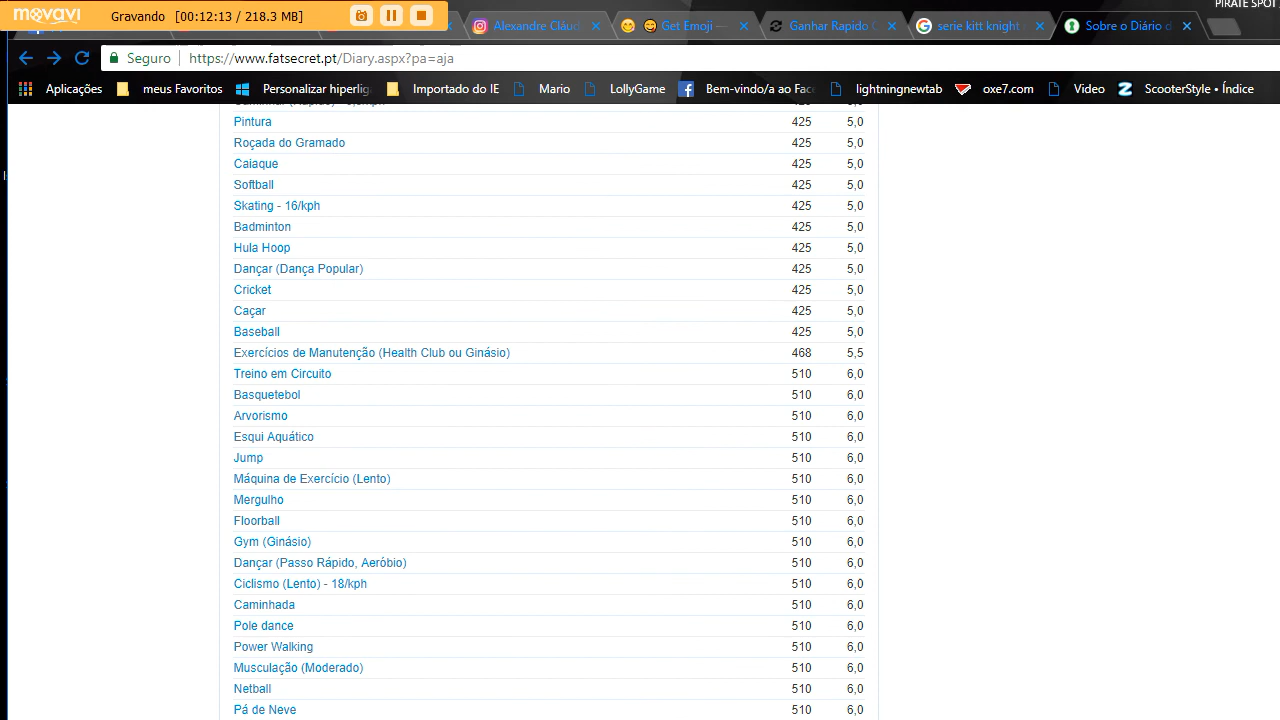 PIRATE SPOT
movavi Gravando [00:12:13 / 218.3 MB]
Alexandre Cláud Get Emoji — Ganhar Rapido C serie kitt knight Sobre o Diário d
Seguro https://www.fatsecret.pt/Diary.aspx?pa=aja
Aplicações meus Favoritos Personalizar hiperlig Importado do IE Mario LollyGame Bem-vindo/a ao Face lightningnewtab oxe7.com Video ScooterStyle • Índice
Pintura 425 5,0
Roçada do Gramado 425 5,0
Caiaque 425 5,0
Softball 425 5,0
Skating - 16/kph 425 5,0
Badminton 425 5,0
Hula Hoop 425 5,0
Dançar (Dança Popular) 425 5,0
Cricket 425 5,0
Caçar 425 5,0
Baseball 425 5,0
Exercícios de Manutenção (Health Club ou Ginásio) 468 5,5
Treino em Circuito 510 6,0
Basquetebol 510 6,0
Arvorismo 510 6,0
Esqui Aquático 510 6,0
Jump 510 6,0
Máquina de Exercício (Lento) 510 6,0
Mergulho 510 6,0
Floorball 510 6,0
Gym (Ginásio) 510 6,0
Dançar (Passo Rápido, Aeróbio) 510 6,0
Ciclismo (Lento) - 18/kph 510 6,0
Caminhada 510 6,0
Pole dance 510 6,0
Power Walking 510 6,0
Musculação (Moderado) 510 6,0
Netball 510 6,0
Pá de Neve 510 6,0